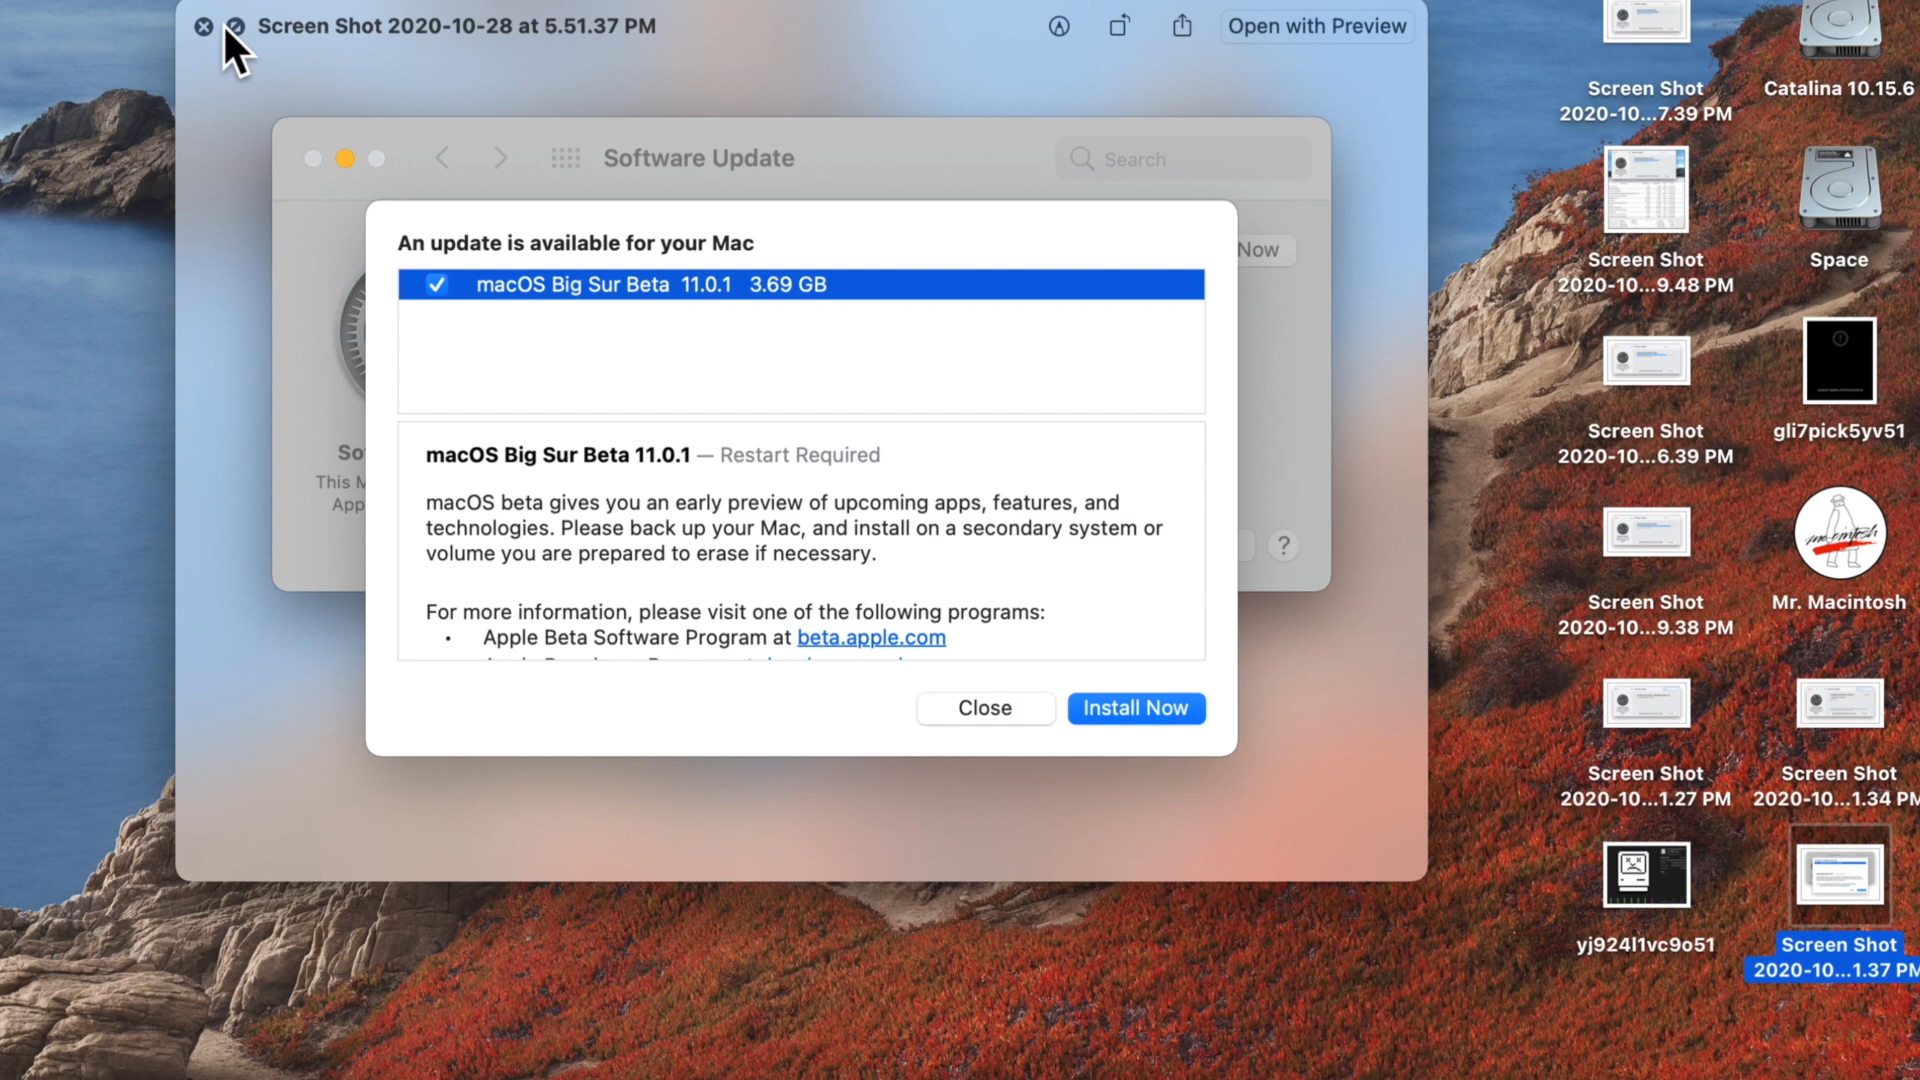 Screen Shot 2020-10-28 at 5.51.37 PM
Open with Preview
Software Update
Search
An update is available for your Mac
Now
macOS Big Sur Beta 11.0.1 3.69 GB
macOS Big Sur Beta 11.0.1 — Restart Required
macOS beta gives you an early preview of upcoming apps, features, and
technologies. Please back up your Mac, and install on a secondary system or
volume you are prepared to erase if necessary.
For more information, please visit one of the following programs:
• Apple Beta Software Program at beta.apple.com
So
This M
App
?
Close
Install Now
Screen Shot
2020-10...7.39 PM
Catalina 10.15.6
Screen Shot
2020-10...9.48 PM
Space
Screen Shot
2020-10...6.39 PM
gli7pick5yv51
Screen Shot
2020-10...9.38 PM
macintosh
Mr. Macintosh
Screen Shot
2020-10...1.27 PM
Screen Shot
2020-10...1.34 PM
yj924l1vc9o51
Screen Shot
2020-10...1.37 PM